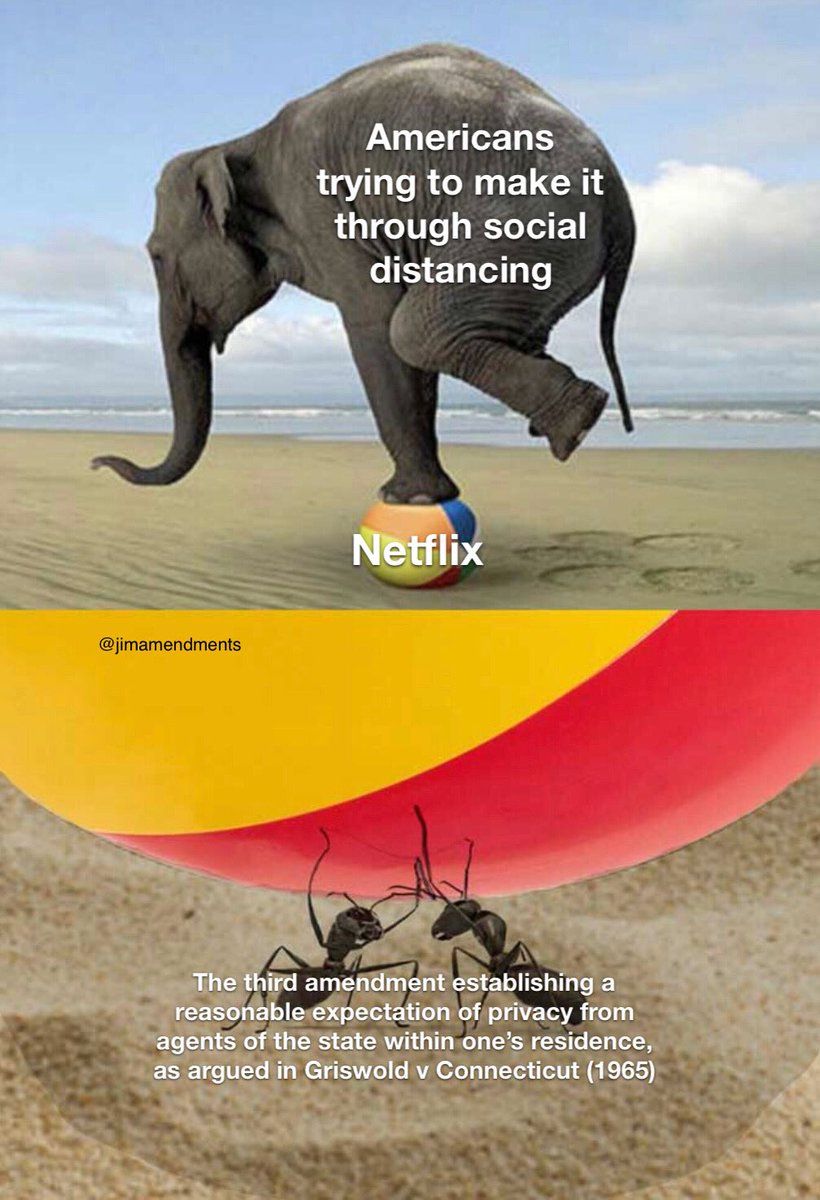 Americans
trying to make it
through social
distancing
Netflix
@jimamendments
The third amendment establishing a
reasonable expectation of privacy from
agents of the state within one’s residence,
as argued in Griswold v Connecticut (1965)